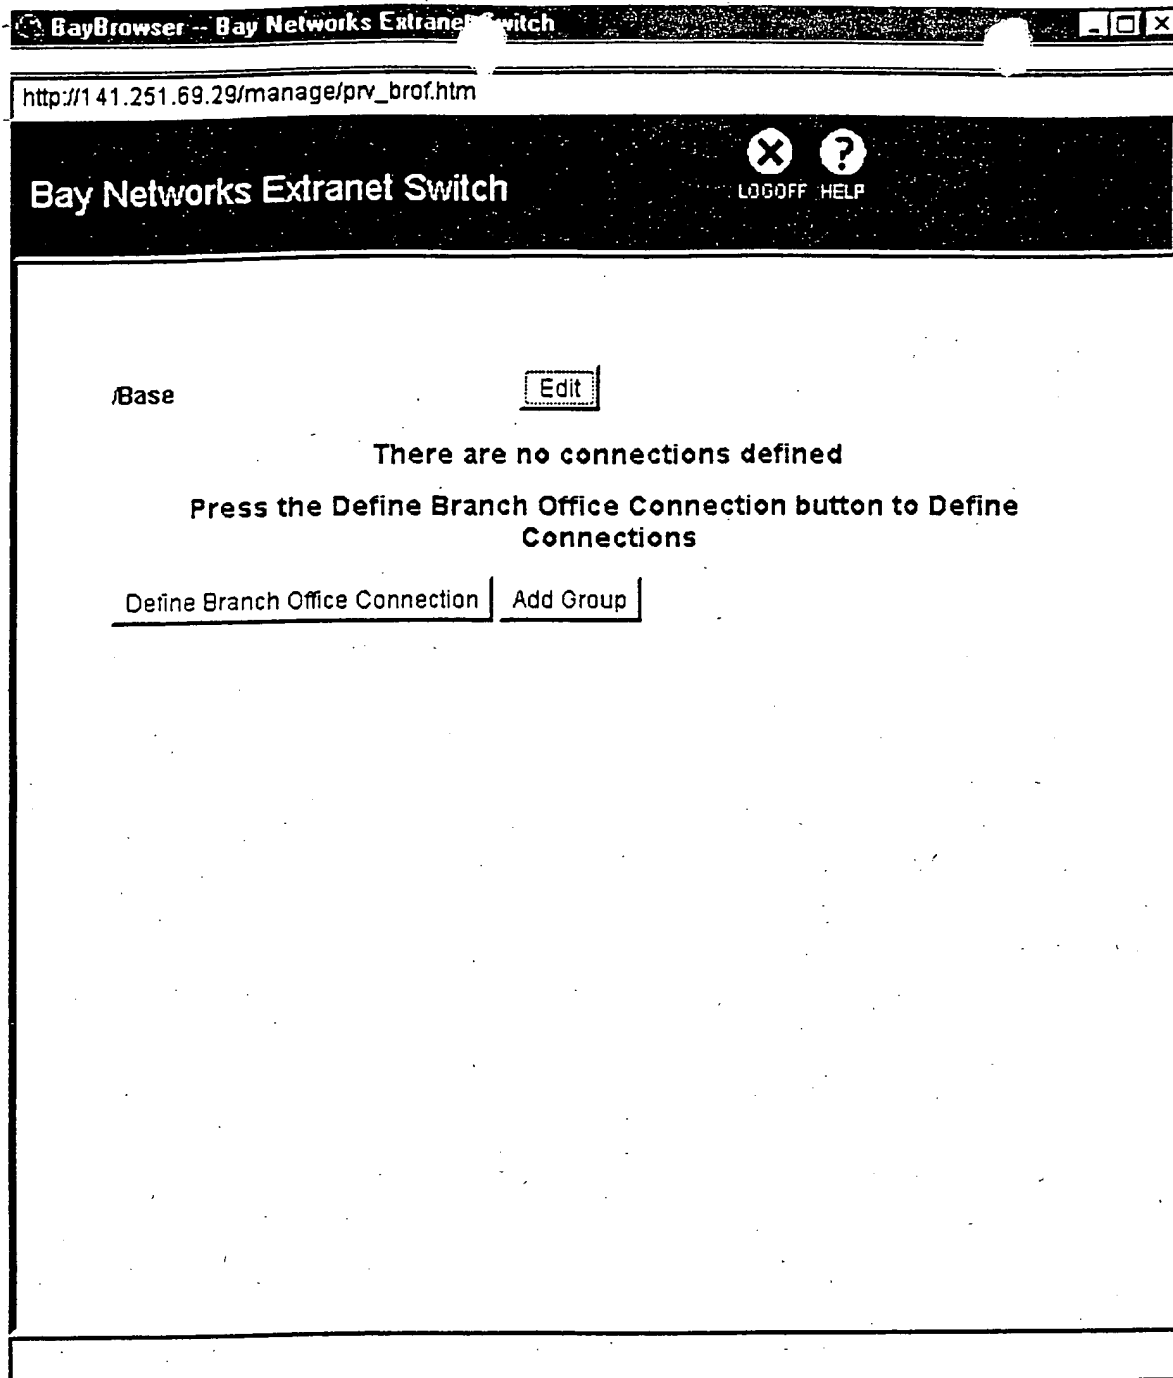 BayBrowser -- Bay Networks Extranet Switch
http://141.251.69.29/manage/prv_brof.htm
Bay Networks Extranet Switch
LOGOFF HELP
/Base Edit
There are no connections defined
Press the Define Branch Office Connection button to Define
Connections
Define Branch Office Connection Add Group